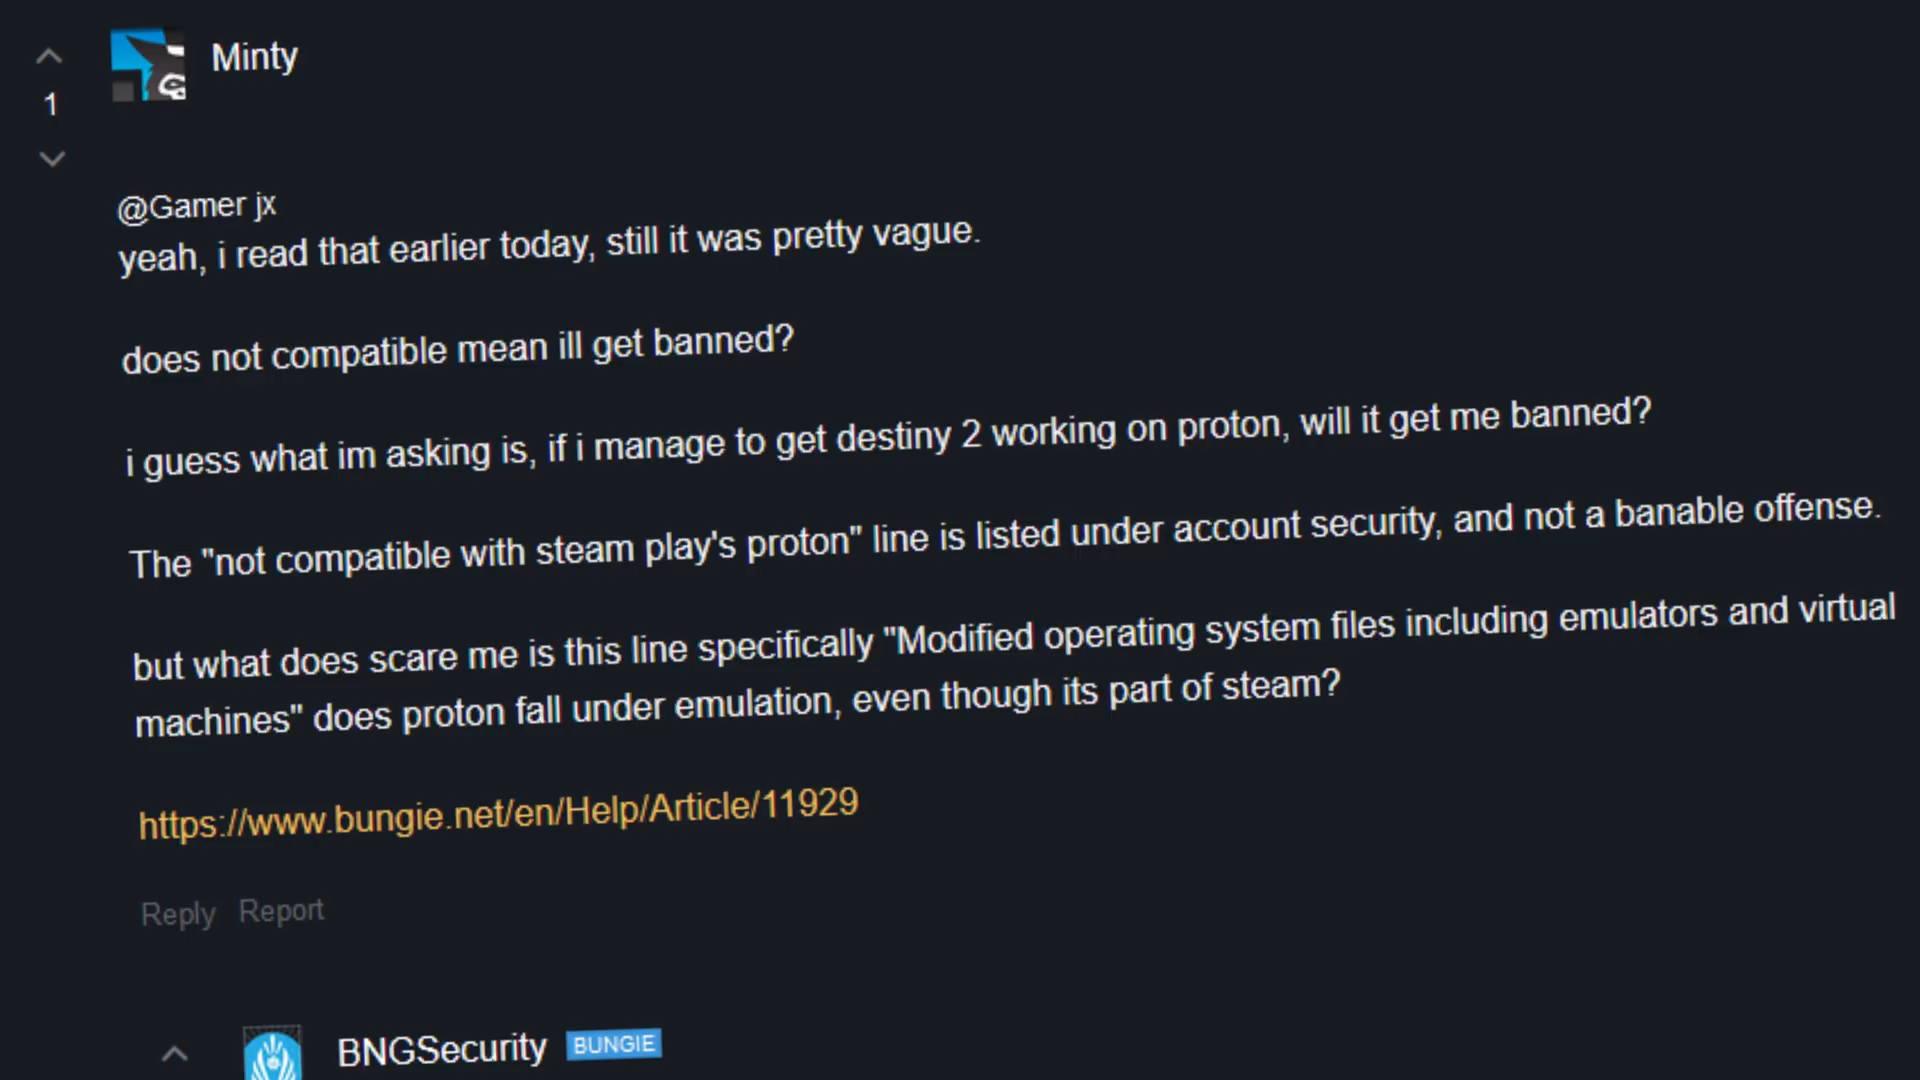 Minty
1
@Gamer jx
yeah, i read that earlier today, still it was pretty vague.
does not compatible mean ill get banned?
i guess what im asking is, if i manage to get destiny 2 working on proton, will it get me banned?
The "not compatible with steam play's proton" line is listed under account security, and not a banable offense.
but what does scare me is this line specifically "Modified operating system files including emulators and virtual
machines" does proton fall under emulation, even though its part of steam?
https://www.bungie.net/en/Help/Article/11929
Reply Report
BNGSecurity BUNGIE